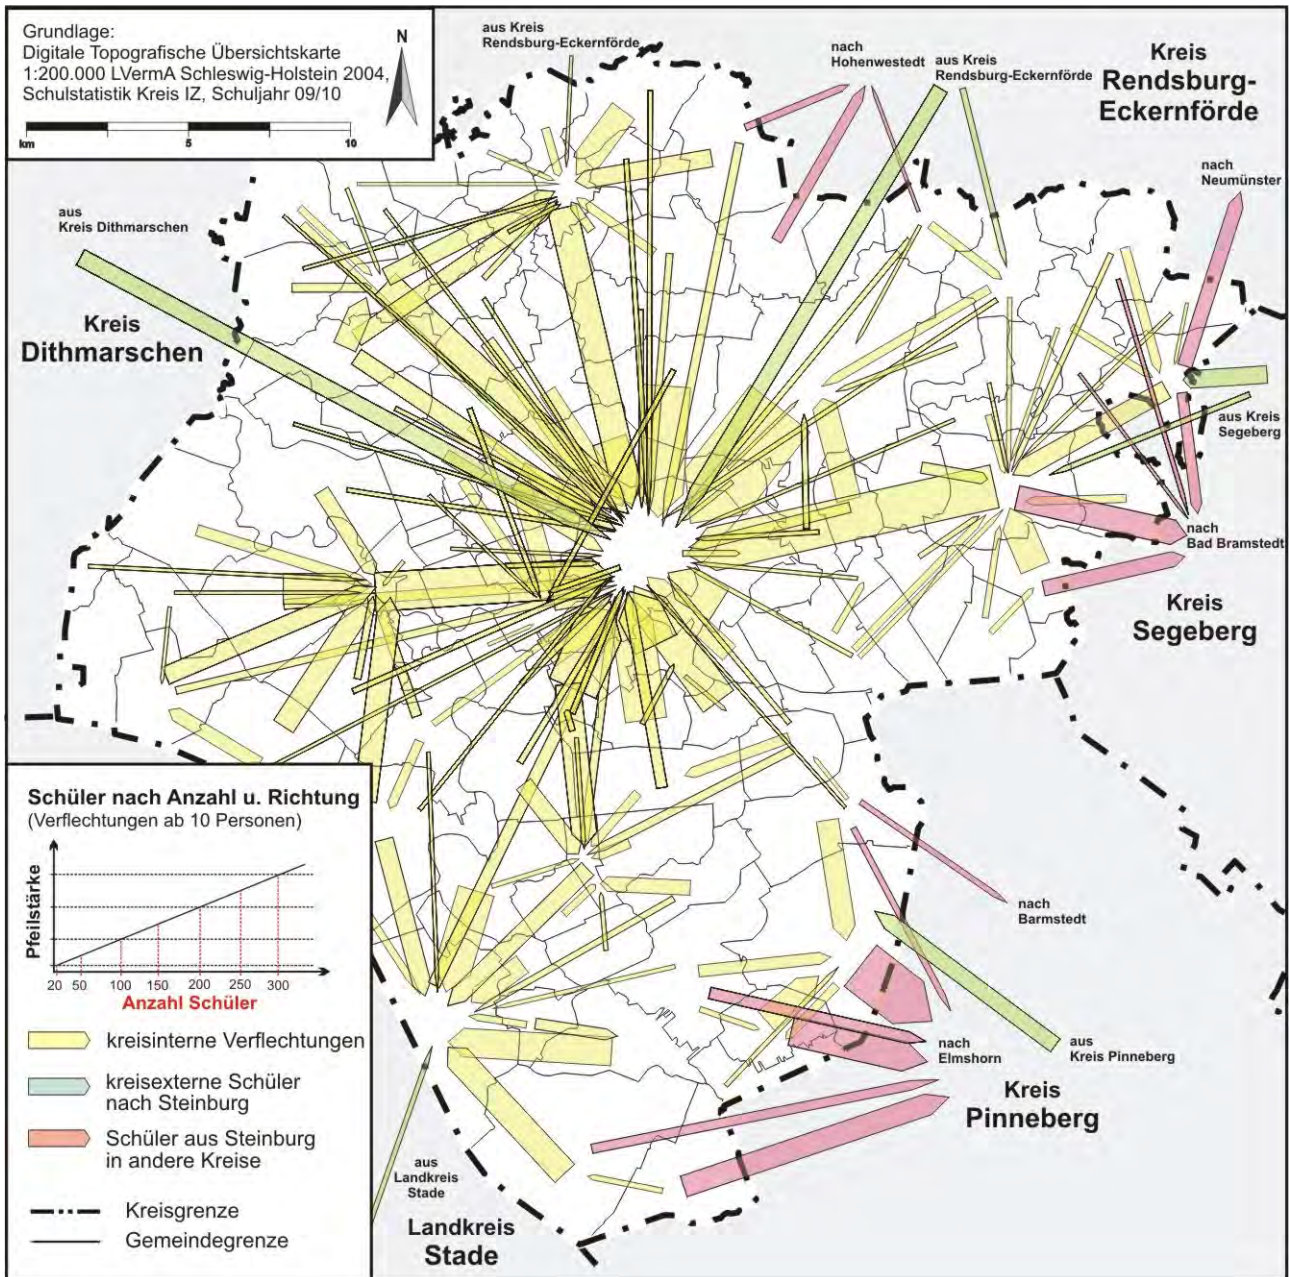 Grundlage:
Digitale Topografische Übersichtskarte
1:200.000 LVermA Schleswig-Holstein 2004,
Schulstatistik Kreis IZ, Schuljahr 09/10
N
km 5 10
aus Kreis
Rendsburg-Eckernförde
nach
Hohenwestedt
aus Kreis
Rendsburg-Eckernförde
Kreis
Rendsburg-
Eckernförde
nach
Neumünster
aus
Kreis Dithmarschen
Kreis
Dithmarschen
aus Kreis
Segeberg
nach
Bad Bramstedt
Kreis
Segeberg
nach
Barmstedt
aus
Kreis Pinneberg
nach
Elmshorn
Kreis
Pinneberg
aus
Landkreis
Stade
Landkreis
Stade
Schüler nach Anzahl u. Richtung
(Verflechtungen ab 10 Personen)
Pfeilstärke
20 50 100 150 200 250 300
Anzahl Schüler
kreisinterne Verflechtungen
kreisexterne Schüler
nach Steinburg
Schüler aus Steinburg
in andere Kreise
Kreisgrenze
Gemeindegrenze